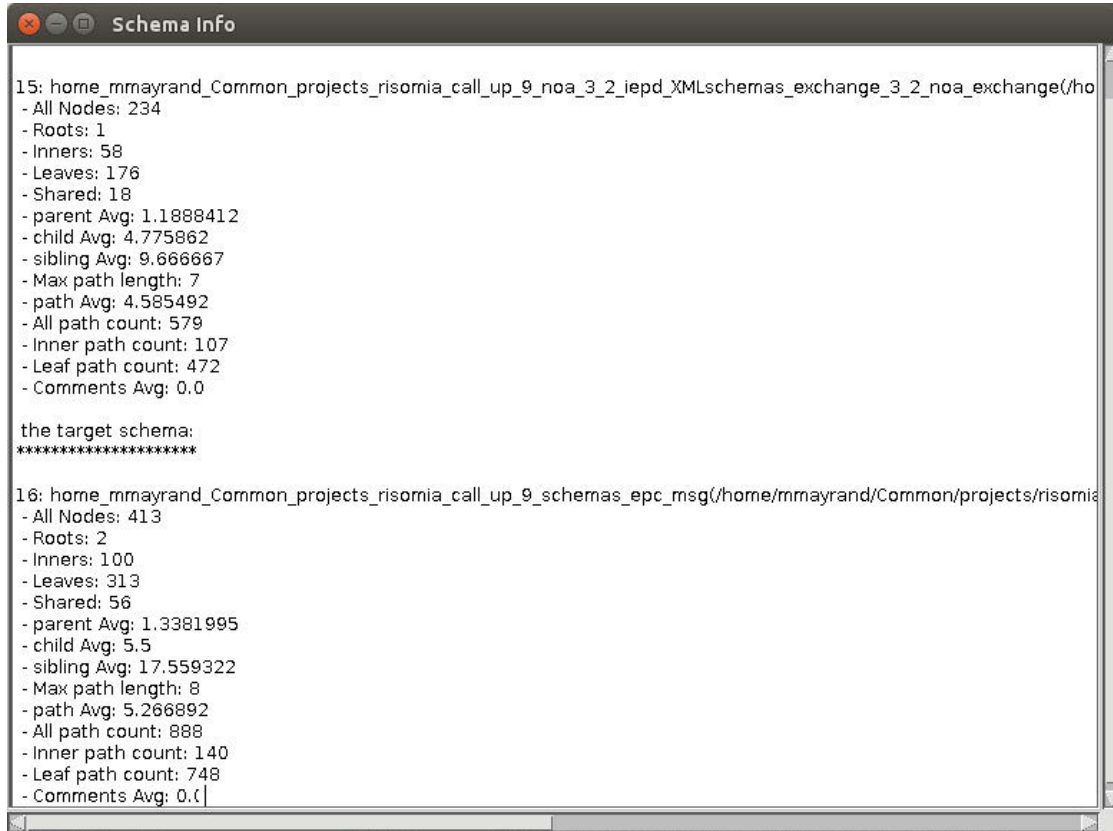 Schema Info
15: home_mmayrand_Common_projects_risomia_call_up_9_noa_3_2_iepd_XMLschemas_exchange_3_2_noa_exchange(/ho
- All Nodes: 234
- Roots: 1
- Inners: 58
- Leaves: 176
- Shared: 18
- parent Avg: 1.1888412
- child Avg: 4.775862
- sibling Avg: 9.666667
- Max path length: 7
- path Avg: 4.585492
- All path count: 579
- Inner path count: 107
- Leaf path count: 472
- Comments Avg: 0.0
the target schema:
*********************
16: home_mmayrand_Common_projects_risomia_call_up_9_schemas_epc_msg(/home/mmayrand/Common/projects/risomia
- All Nodes: 413
- Roots: 2
- Inners: 100
- Leaves: 313
- Shared: 56
- parent Avg: 1.3381995
- child Avg: 5.5
- sibling Avg: 17.559322
- Max path length: 8
- path Avg: 5.266892
- All path count: 888
- Inner path count: 140
- Leaf path count: 748
- Comments Avg: 0.0